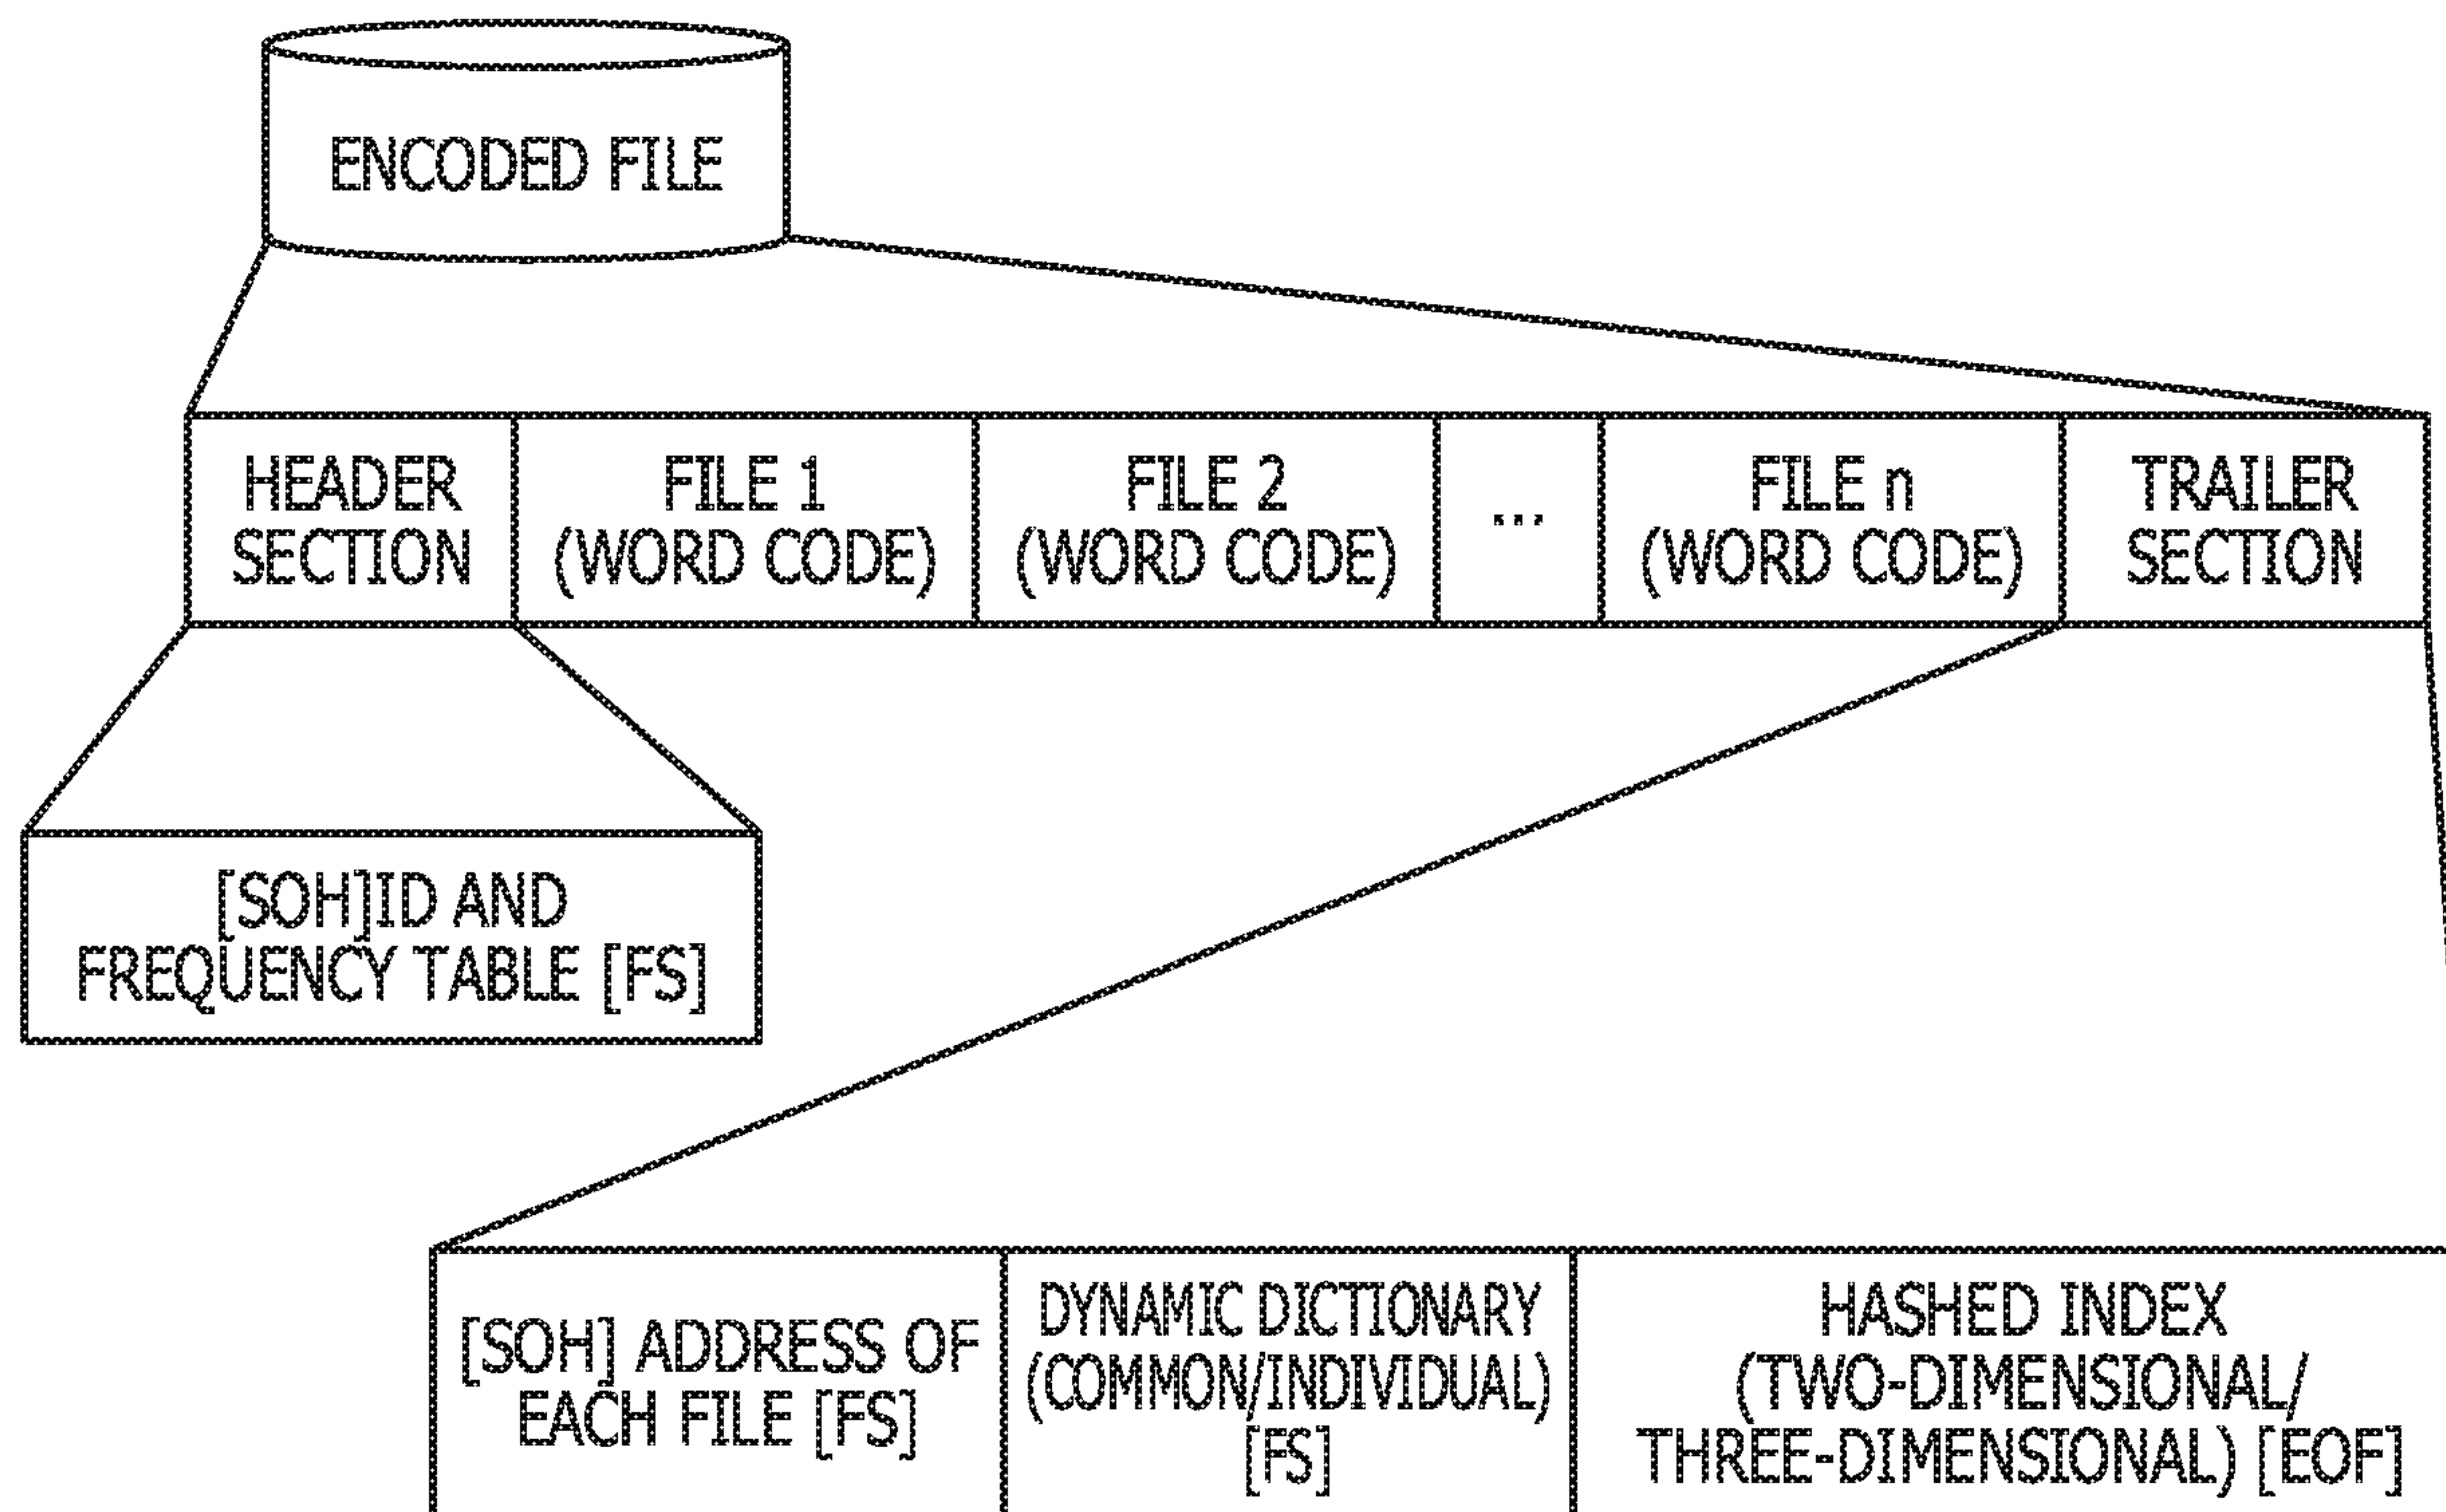 ENCODED FILE
HEADER
SECTION
FILE 1
(WORD CODE)
FILE 2
(WORD CODE)
...
FILE n
(WORD CODE)
TRAILER
SECTION
[SOH]ID AND
FREQUENCY TABLE [FS]
[SOH] ADDRESS OF
EACH FILE [FS]
DYNAMIC DICTIONARY
(COMMON/INDIVIDUAL)
[FS]
HASHED INDEX
(TWO-DIMENSIONAL/
THREE-DIMENSIONAL) [EOF]